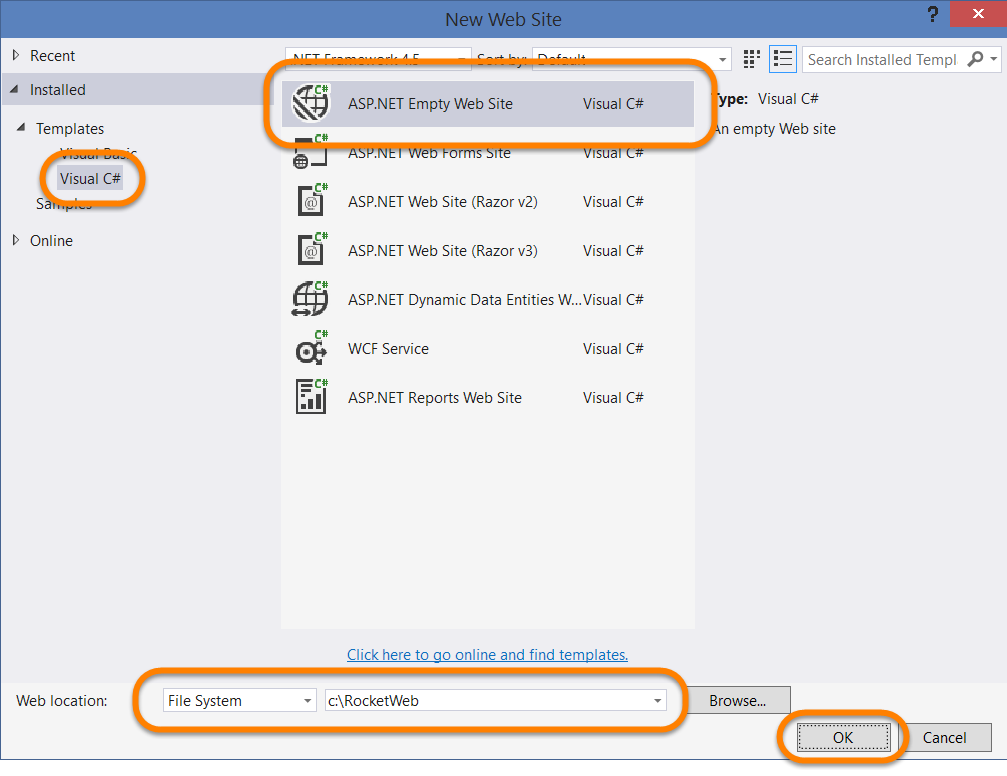 New Web Site
?
Recent
Installed
Templates
Visual Basic
Visual C#
Samples
Online
.NET Framework 4.5 Sort by: Default
Search Installed Templ
C# ASP.NET Empty Web Site Visual C#
C# ASP.NET Web Forms Site Visual C#
C# @ ASP.NET Web Site (Razor v2) Visual C#
C# @ ASP.NET Web Site (Razor v3) Visual C#
C# ASP.NET Dynamic Data Entities W... Visual C#
C# WCF Service Visual C#
C# ASP.NET Reports Web Site Visual C#
Type: Visual C#
An empty Web site
Click here to go online and find templates.
Web location: File System c:\RocketWeb Browse...
OK Cancel